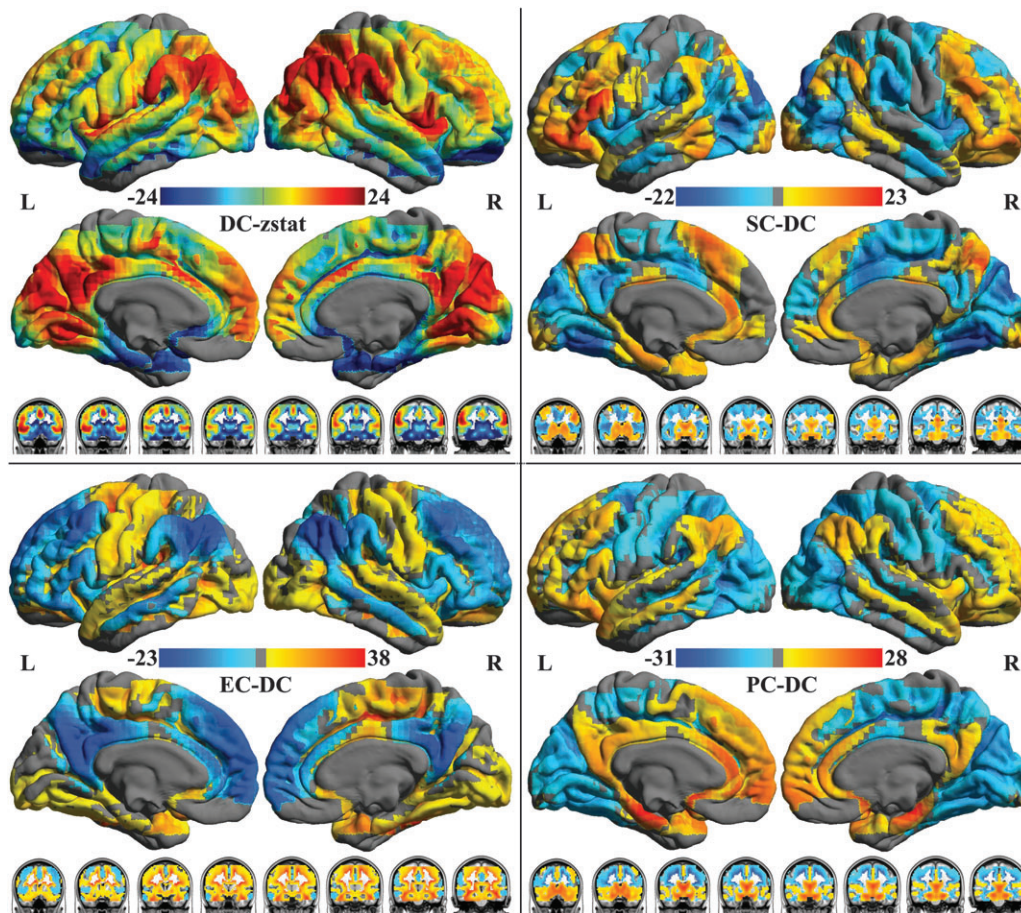 L R
-24 24
DC-zstat
L R
-22 23
SC-DC
L R
-23 38
EC-DC
L R
-31 28
PC-DC